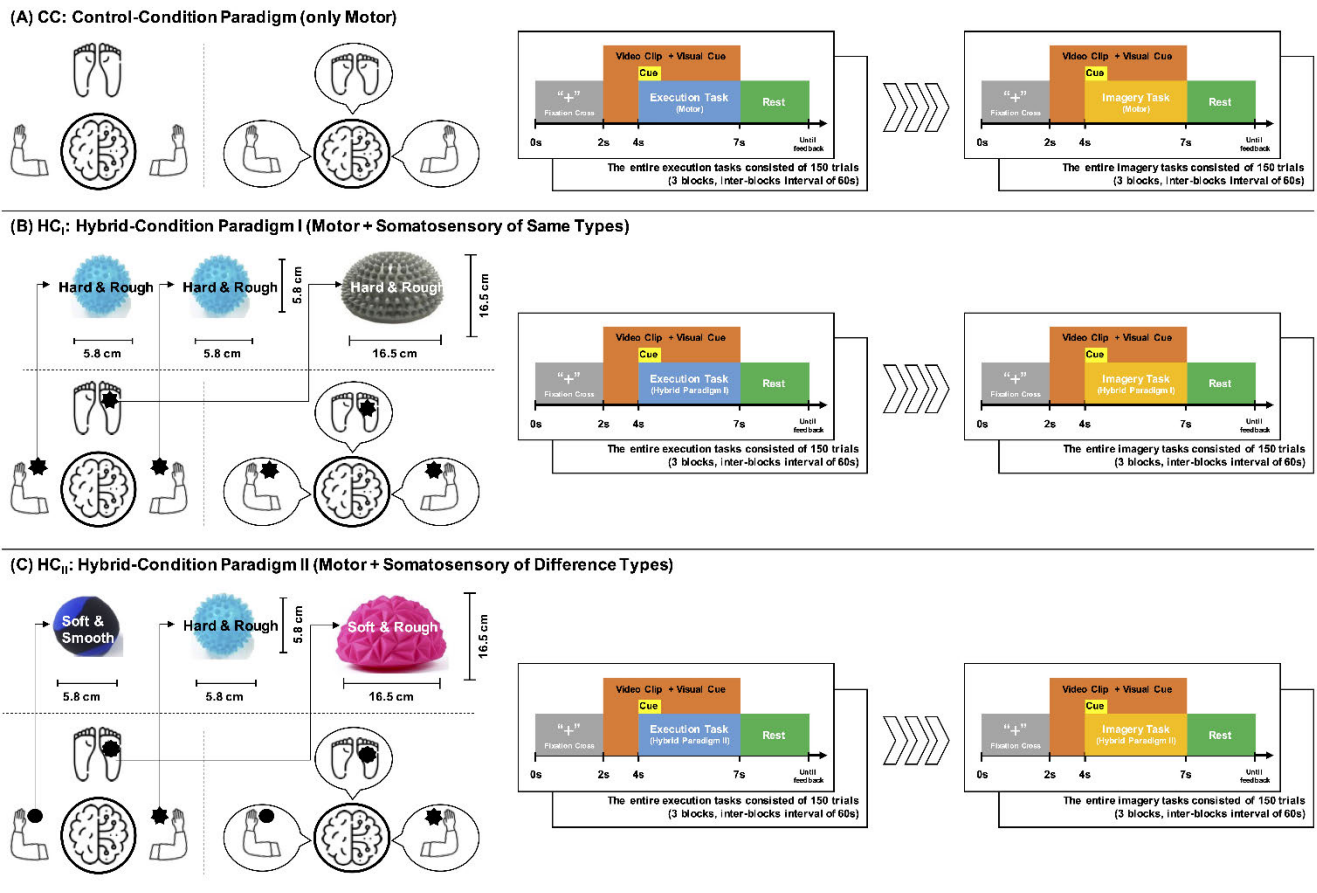 (A) CC: Control-Condition Paradigm (only Motor)
Video Clip + Visual Cue
Cue
“+”
Fixation Cross
Execution Task
(Motor)
Rest
0s
2s
4s
7s
Until
feedback
The entire execution tasks consisted of 150 trials
(3 blocks, inter-blocks interval of 60s)
Video Clip + Visual Cue
Cue
“+”
Fixation Cross
Imagery Task
(Motor)
Rest
0s
2s
4s
7s
Until
feedback
The entire imagery tasks consisted of 150 trials
(3 blocks, inter-blocks interval of 60s)
(B) HCI: Hybrid-Condition Paradigm I (Motor + Somatosensory of Same Types)
Hard & Rough
Hard & Rough
5.8 cm
Hard & Rough
16.5 cm
5.8 cm
5.8 cm
16.5 cm
Video Clip + Visual Cue
Cue
“+”
Fixation Cross
Execution Task
(Hybrid Paradigm I)
Rest
0s
2s
4s
7s
Until
feedback
The entire execution tasks consisted of 150 trials
(3 blocks, inter-blocks interval of 60s)
Video Clip + Visual Cue
Cue
“+”
Fixation Cross
Imagery Task
(Hybrid Paradigm I)
Rest
0s
2s
4s
7s
Until
feedback
The entire imagery tasks consisted of 150 trials
(3 blocks, inter-blocks interval of 60s)
(C) HCII: Hybrid-Condition Paradigm II (Motor + Somatosensory of Difference Types)
Soft &
Smooth
Hard & Rough
5.8 cm
Soft & Rough
16.5 cm
5.8 cm
5.8 cm
16.5 cm
Video Clip + Visual Cue
Cue
“+”
Fixation Cross
Execution Task
(Hybrid Paradigm II)
Rest
0s
2s
4s
7s
Until
feedback
The entire execution tasks consisted of 150 trials
(3 blocks, inter-blocks interval of 60s)
Video Clip + Visual Cue
Cue
“+”
Fixation Cross
Imagery Task
(Hybrid Paradigm II)
Rest
0s
2s
4s
7s
Until
feedback
The entire imagery tasks consisted of 150 trials
(3 blocks, inter-blocks interval of 60s)